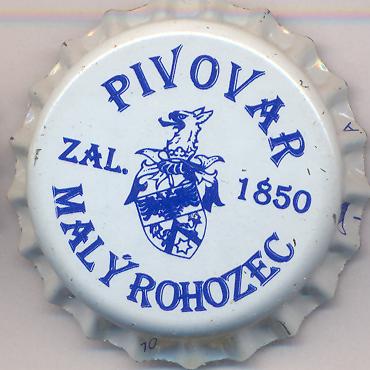 PIVOVAR
ZAL. 1850
MALÝ ROHOZEC